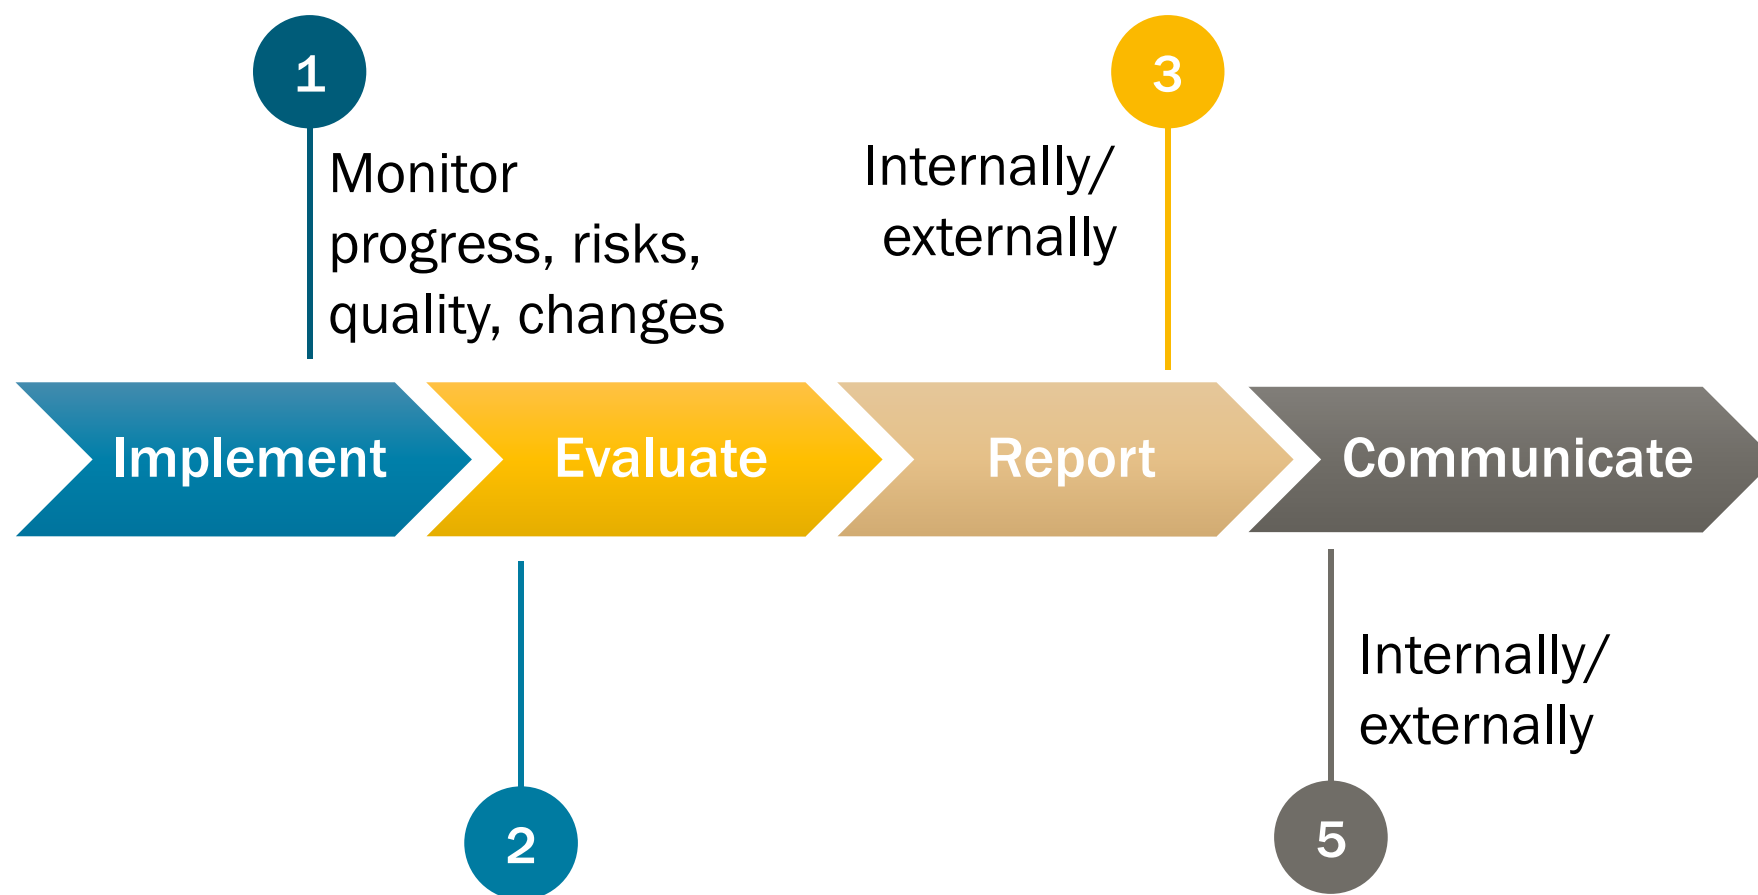 1
3
Monitor
progress, risks,
quality, changes
Internally/
externally
Implement
Evaluate
Report
Communicate
Internally/
externally
2
5